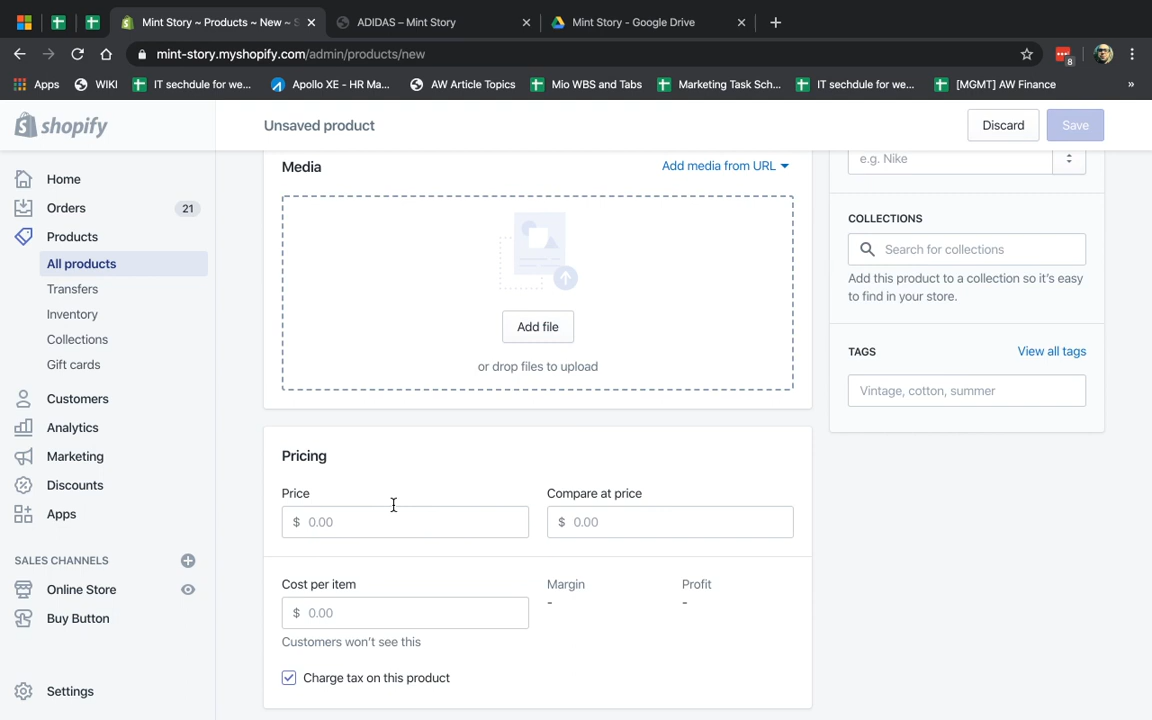 Mint Story ~ Products ~ New ~ S
ADIDAS – Mint Story
Mint Story - Google Drive
mint-story.myshopify.com/admin/products/new
8
Apps
WIKI
IT sechdule for we...
Apollo XE - HR Ma...
AW Article Topics
Mio WBS and Tabs
Marketing Task Sch...
IT sechdule for we...
[MGMT] AW Finance
»
shopify
Unsaved product
Discard
Save
Home
Orders
21
Products
All products
Transfers
Inventory
Collections
Gift cards
Customers
Analytics
Marketing
Discounts
Apps
SALES CHANNELS
Online Store
Buy Button
Settings
Media
Add media from URL
Add file
or drop files to upload
Pricing
Price
$ 0.00
Compare at price
$ 0.00
Cost per item
$ 0.00
Customers won't see this
Margin
-
Profit
-
Charge tax on this product
e.g. Nike
COLLECTIONS
Search for collections
Add this product to a collection so it's easy
to find in your store.
TAGS
View all tags
Vintage, cotton, summer